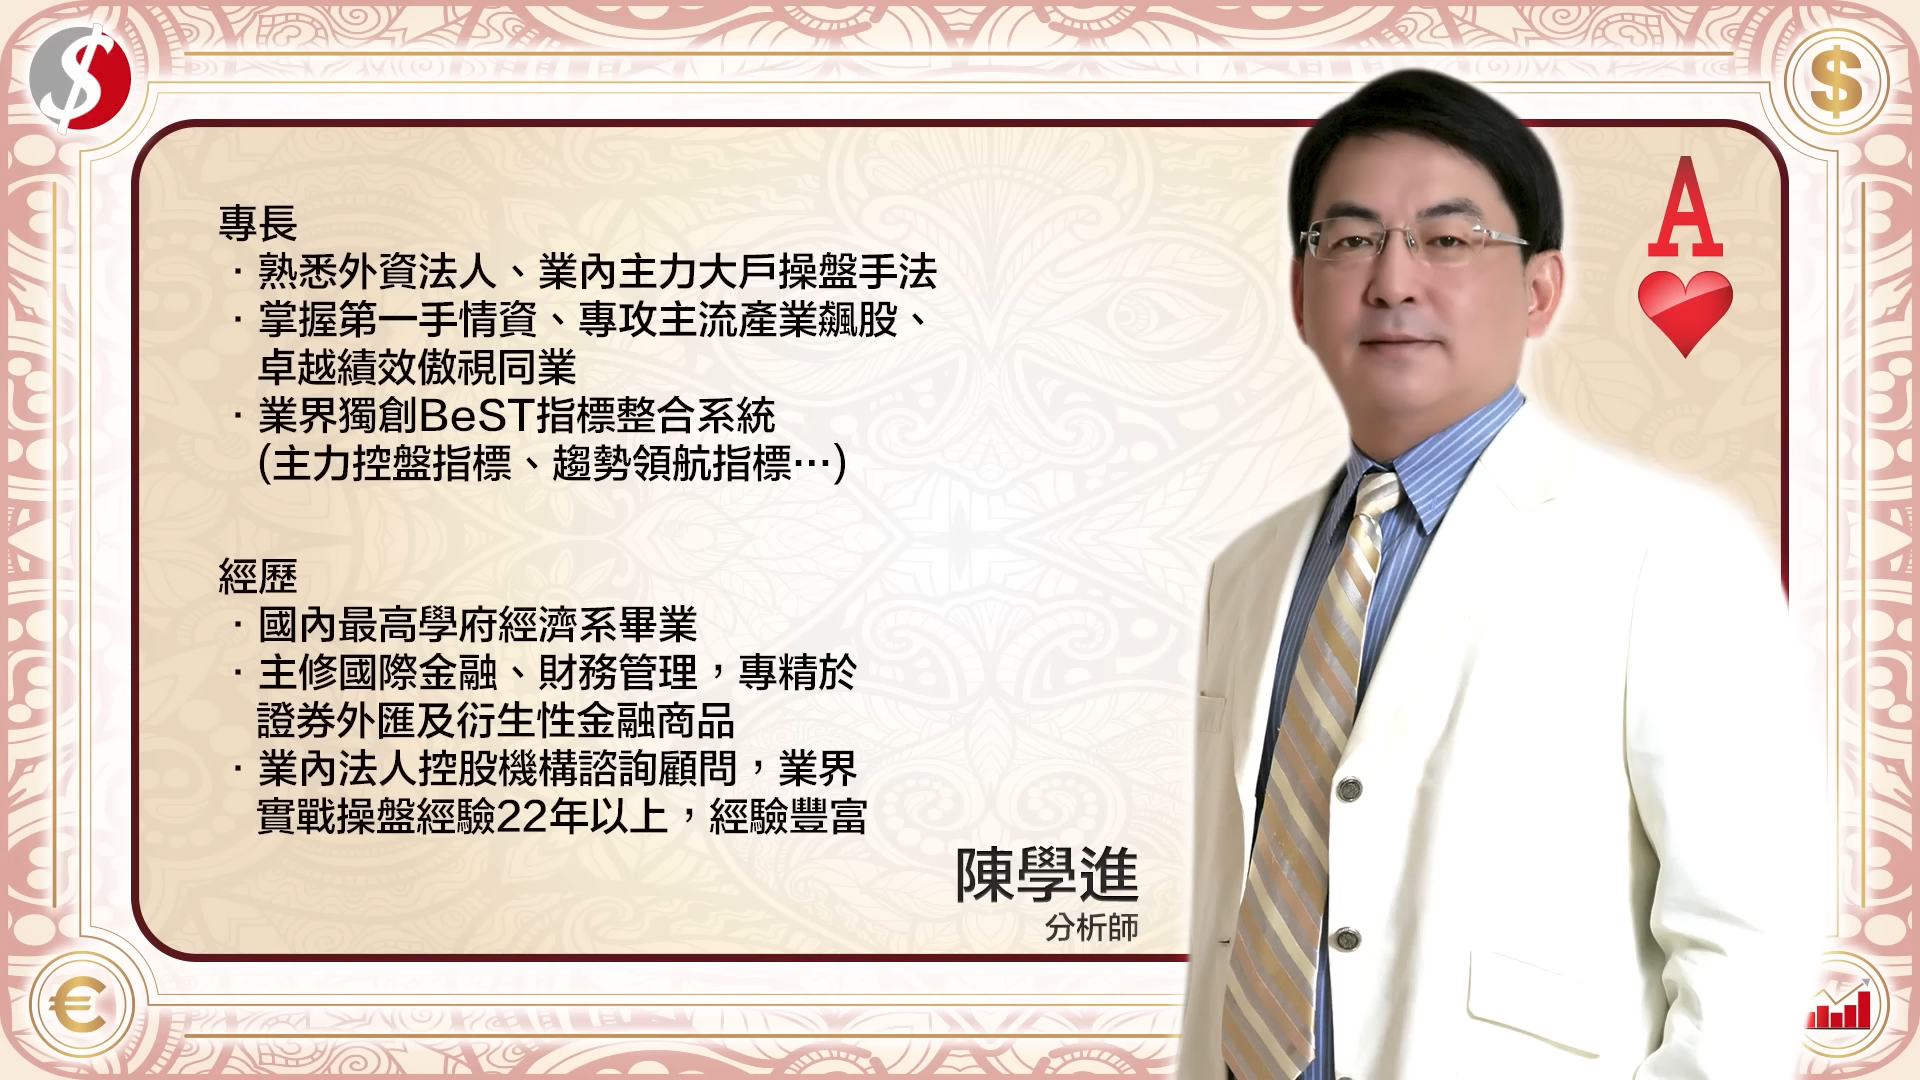 專長
·熟悉外資法人、業內主力大戶操盤手法
·掌握第一手情資、專攻主流產業飆股、
卓越績效傲視同業
·業界獨創BeST指標整合系統
(主力控盤指標、趨勢領航指標…)
經歷
·國內最高學府經濟系畢業
·主修國際金融、財務管理，專精於
證券外匯及衍生性金融商品
·業內法人控股機構諮詢顧問，業界
實戰操盤經驗22年以上，經驗豐富
陳學進
分析師
A
$
$
€